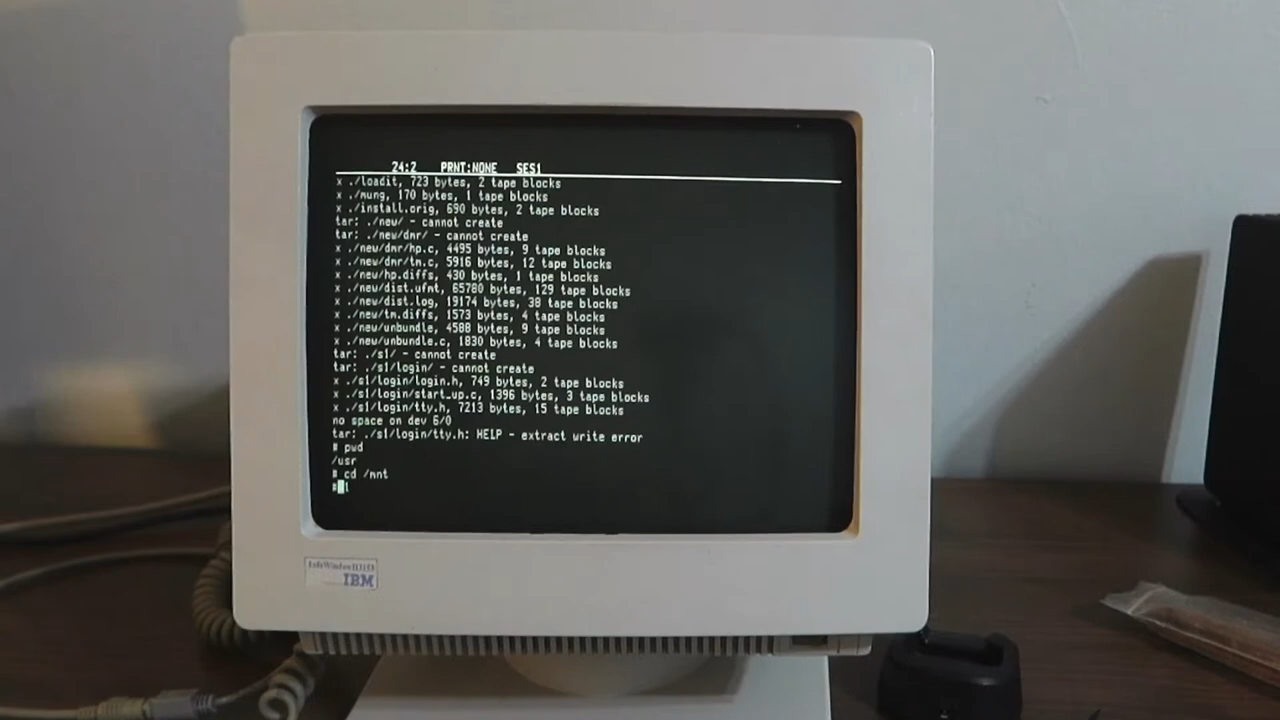 24:2 PRNT:NONE SES1
x ./loadit, 723 bytes, 2 tape blocks
x ./mung, 170 bytes, 1 tape blocks
x ./install.orig, 690 bytes, 2 tape blocks
tar: ./new/ - cannot create
tar: ./new/dmr/ - cannot create
x ./new/dmr/hp.c, 4495 bytes, 9 tape blocks
x ./new/dmr/tm.c, 5916 bytes, 12 tape blocks
x ./new/hp.diffs, 430 bytes, 1 tape blocks
x ./new/dist.ufmt, 65780 bytes, 129 tape blocks
x ./new/dist.log, 19174 bytes, 38 tape blocks
x ./new/tm.diffs, 1573 bytes, 4 tape blocks
x ./new/unbundle, 4588 bytes, 9 tape blocks
x ./new/unbundle.c, 1830 bytes, 4 tape blocks
tar: ./s1/ - cannot create
tar: ./s1/login/ - cannot create
x ./s1/login/login.h, 749 bytes, 2 tape blocks
x ./s1/login/start_up.c, 1396 bytes, 3 tape blocks
x ./s1/login/tty.h, 7213 bytes, 15 tape blocks
no space on dev 6/0
tar: ./s1/login/tty.h: HELP - extract write error
# pwd
/usr
# cd /mnt
#
IBM